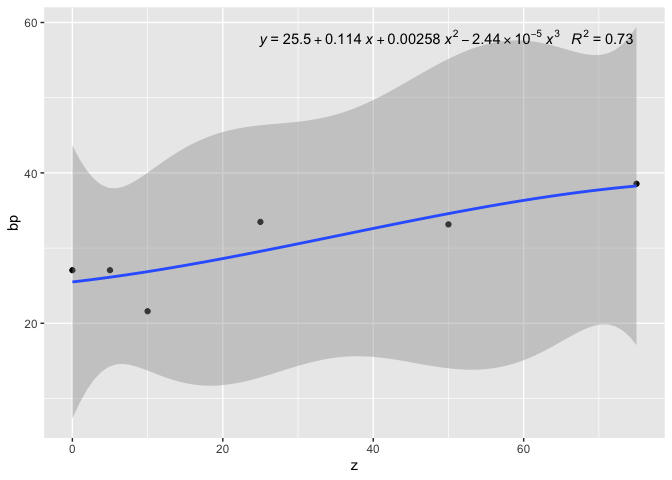 y = 25.5 + 0.114 x + 0.00258 x² − 2.44 × 10⁻⁵ x³   R² = 0.73
60
40
20
bp
0 20 40 60
z